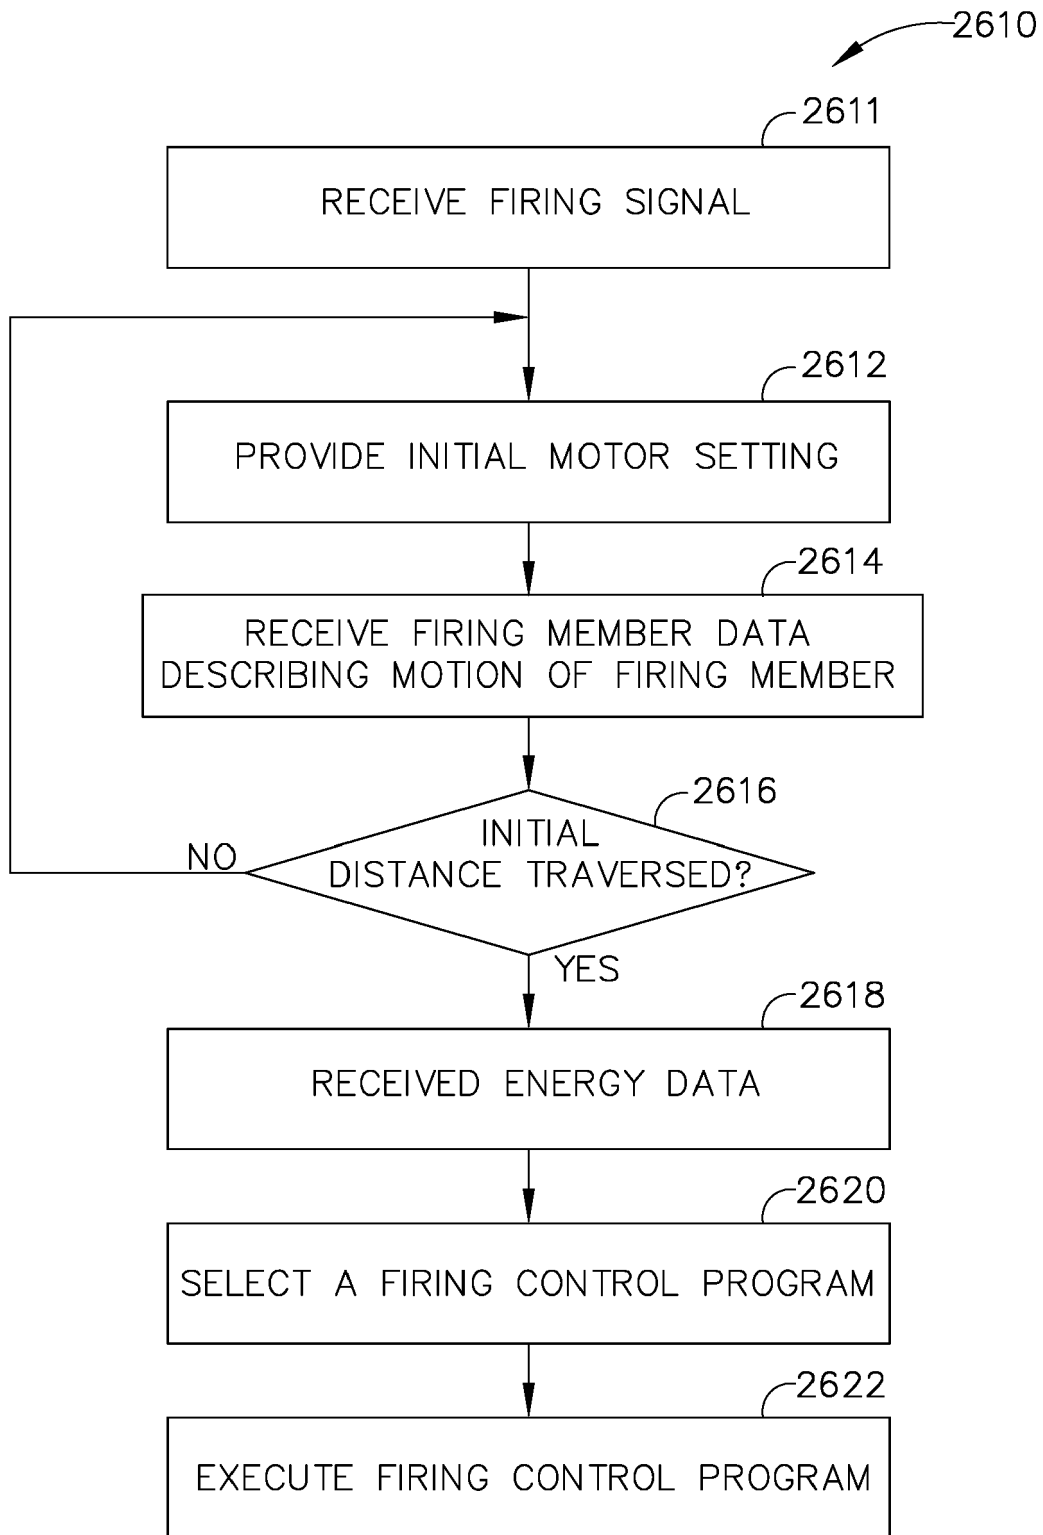 2610
2611
RECEIVE FIRING SIGNAL
2612
PROVIDE INITIAL MOTOR SETTING
2614
RECEIVE FIRING MEMBER DATA
DESCRIBING MOTION OF FIRING MEMBER
2616
INITIAL
DISTANCE TRAVERSED?
NO
YES
2618
RECEIVED ENERGY DATA
2620
SELECT A FIRING CONTROL PROGRAM
2622
EXECUTE FIRING CONTROL PROGRAM